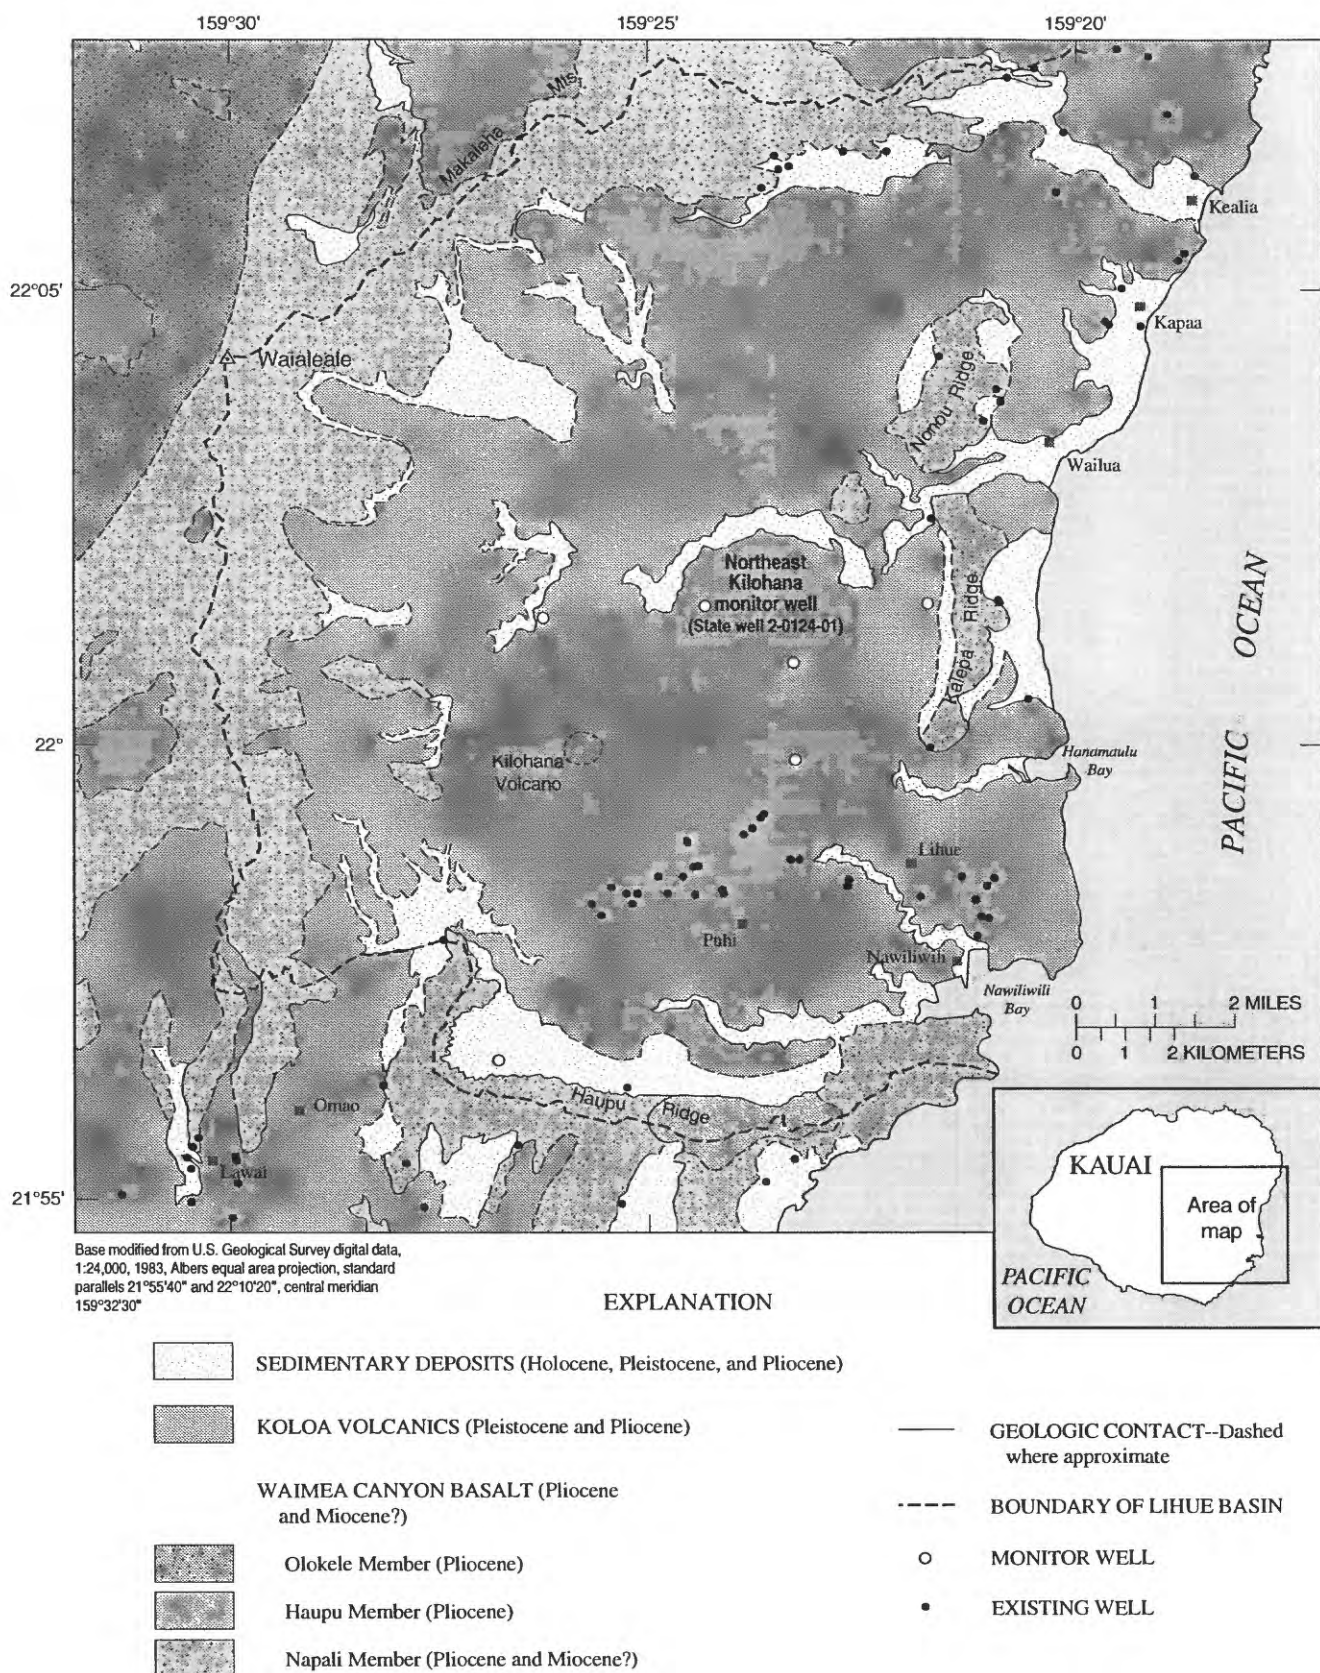 159°30'
159°25'
159°20'
Makaleha Mts.
Kealia
22°05'
Kapaa
Waialeale
Nonou Ridge
Wailua
Northeast
Kilohana
monitor well
(State well 2-0124-01)
Kalepa Ridge
PACIFIC OCEAN
22°
Hanamaulu
Bay
Kilohana
Volcano
Lihue
Puhi
Nawiliwili
Nawiliwili
Bay
0 1 2 MILES
0 1 2 KILOMETERS
Haupu Ridge
Omao
Lawai
21°55'
KAUAI
Area of
map
PACIFIC
OCEAN
Base modified from U.S. Geological Survey digital data,
1:24,000, 1983, Albers equal area projection, standard
parallels 21°55'40" and 22°10'20", central meridian
159°32'30"
EXPLANATION
SEDIMENTARY DEPOSITS (Holocene, Pleistocene, and Pliocene)
KOLOA VOLCANICS (Pleistocene and Pliocene)
WAIMEA CANYON BASALT (Pliocene
and Miocene?)
Olokele Member (Pliocene)
Haupu Member (Pliocene)
Napali Member (Pliocene and Miocene?)
GEOLOGIC CONTACT--Dashed
where approximate
BOUNDARY OF LIHUE BASIN
MONITOR WELL
EXISTING WELL